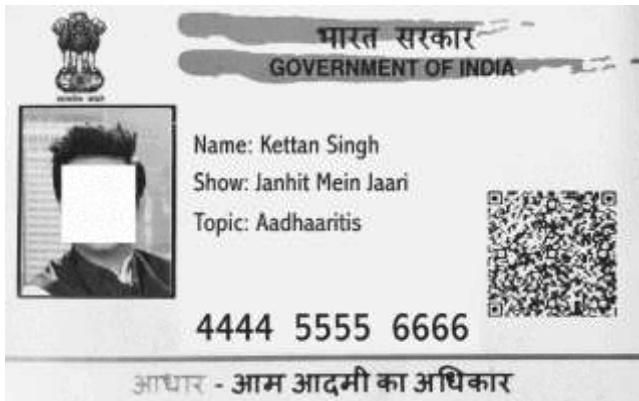 भारत सरकार
GOVERNMENT OF INDIA
Name: Kettan Singh
Show: Janhit Mein Jaari
Topic: Aadhaaritis
4444 5555 6666
आधार - आम आदमी का अधिकार